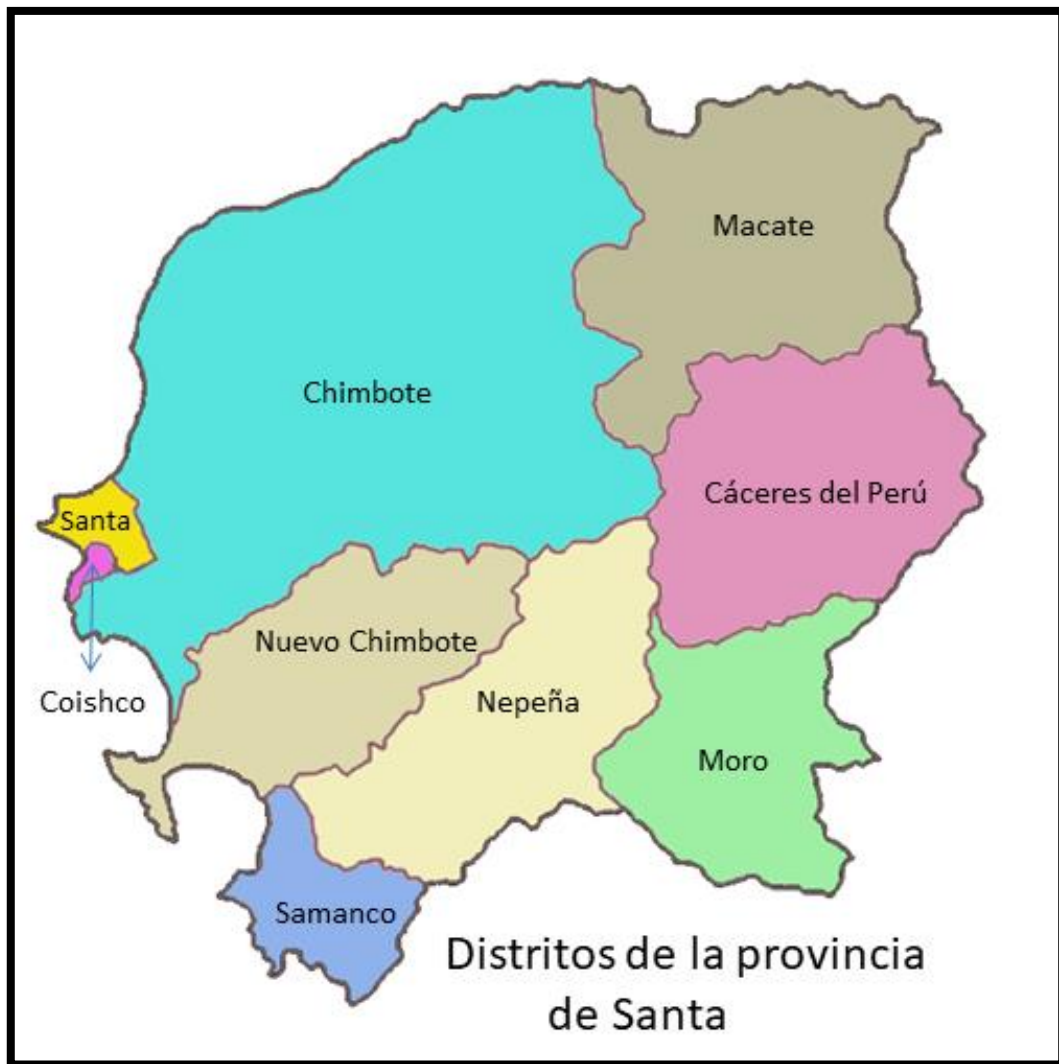 Macate
Chimbote
Cáceres del Perú
Santa
Nuevo Chimbote
Coishco
Nepeña
Moro
Samanco
Distritos de la provincia
de Santa